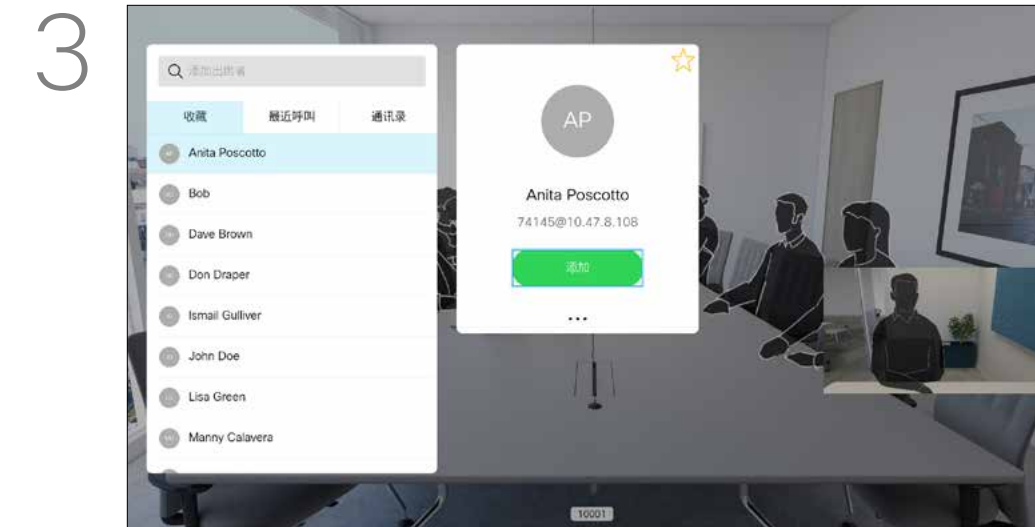 3
添加出席者
收藏 最近呼叫 通讯录
Anita Poscotto
Bob
Dave Brown
Don Draper
Ismail Gulliver
John Doe
Lisa Green
Manny Calavera
AP
Anita Poscotto
74145@10.47.8.108
添加
...
10001